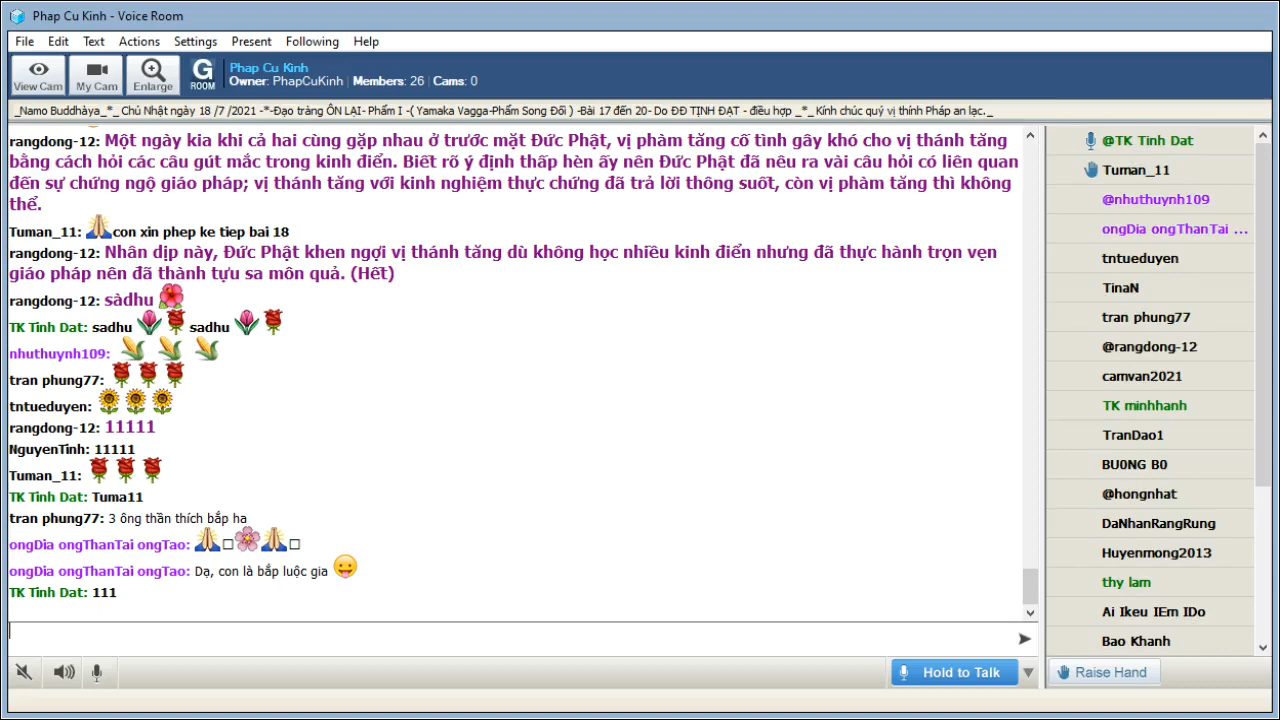 Phap Cu Kinh - Voice Room
File Edit Text Actions Settings Present Following Help
View Cam My Cam Enlarge G ROOM
Phap Cu Kinh
Owner: PhapCuKinh | Members: 26 | Cams: 0
_Namo Buddhàya_*_ Chủ Nhật ngày 18 /7 /2021 -*-Đạo tràng ÔN LẠI- Phẩm I -( Yamaka Vagga-Phẩm Song Đối ) -Bài 17 đến 20- Do ĐĐ TỊNH ĐẠT - điều hợp _*_ Kính chúc quý vị thính Pháp an lạc._
rangdong-12: Một ngày kia khi cả hai cùng gặp nhau ở trước mặt Đức Phật, vị phàm tăng cố tình gây khó cho vị thánh tăng
bằng cách hỏi các câu gút mắc trong kinh điển. Biết rõ ý định thấp hèn ấy nên Đức Phật đã nêu ra vài câu hỏi có liên quan
đến sự chứng ngộ giáo pháp; vị thánh tăng với kinh nghiệm thực chứng đã trả lời thông suốt, còn vị phàm tăng thì không
thể.
Tuman_11: con xin phep ke tiep bai 18
rangdong-12: Nhân dịp này, Đức Phật khen ngợi vị thánh tăng dù không học nhiều kinh điển nhưng đã thực hành trọn vẹn
giáo pháp nên đã thành tựu sa môn quả. (Hết)
rangdong-12: sàdhu
TK Tinh Dat: sadhu sadhu
nhuthuynh109:
tran phung77:
tntueduyen:
rangdong-12: 11111
NguyenTinh: 11111
Tuman_11:
TK Tinh Dat: Tuma11
tran phung77: 3 ông thần thích bắp ha
ongDia ongThanTai ongTao:
ongDia ongThanTai ongTao: Dạ, con là bắp luộc gia
TK Tinh Dat: 111
@TK Tinh Dat
Tuman_11
@nhuthuynh109
ongDia ongThanTai ...
tntueduyen
TinaN
tran phung77
@rangdong-12
camvan2021
TK minhhanh
TranDao1
BU0NG B0
@hongnhat
DaNhanRangRung
Huyenmong2013
thy lam
Ai Ikeu IEm IDo
Bao Khanh
Hold to Talk
Raise Hand